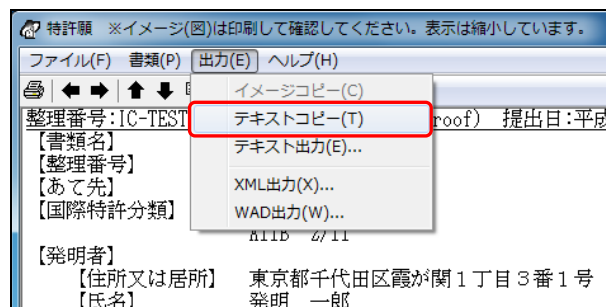 特許願　※イメージ(図)は印刷して確認してください。表示は縮小しています。
ファイル(F) 書類(P) 出力(E) ヘルプ(H)
イメージコピー(C)
整理番号:IC-TEST テキストコピー(T) roof) 提出日:平成
【書類名】 テキスト出力(E)...
【整理番号】
【あて先】 XML出力(X)...
【国際特許分類】 WAD出力(W)...
【発明者】
【住所又は居所】 東京都千代田区霞が関1丁目3番1号
【氏名】 発明 一郎